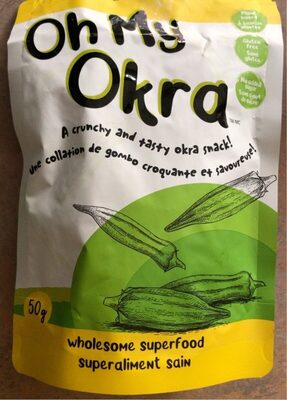 Oh My
Okra
A crunchy and tasty okra snack!
Une collation de gombo croquante et savoureuse!
Gluten
free
Sans
gluten
50g
wholesome superfood
superaliment sain